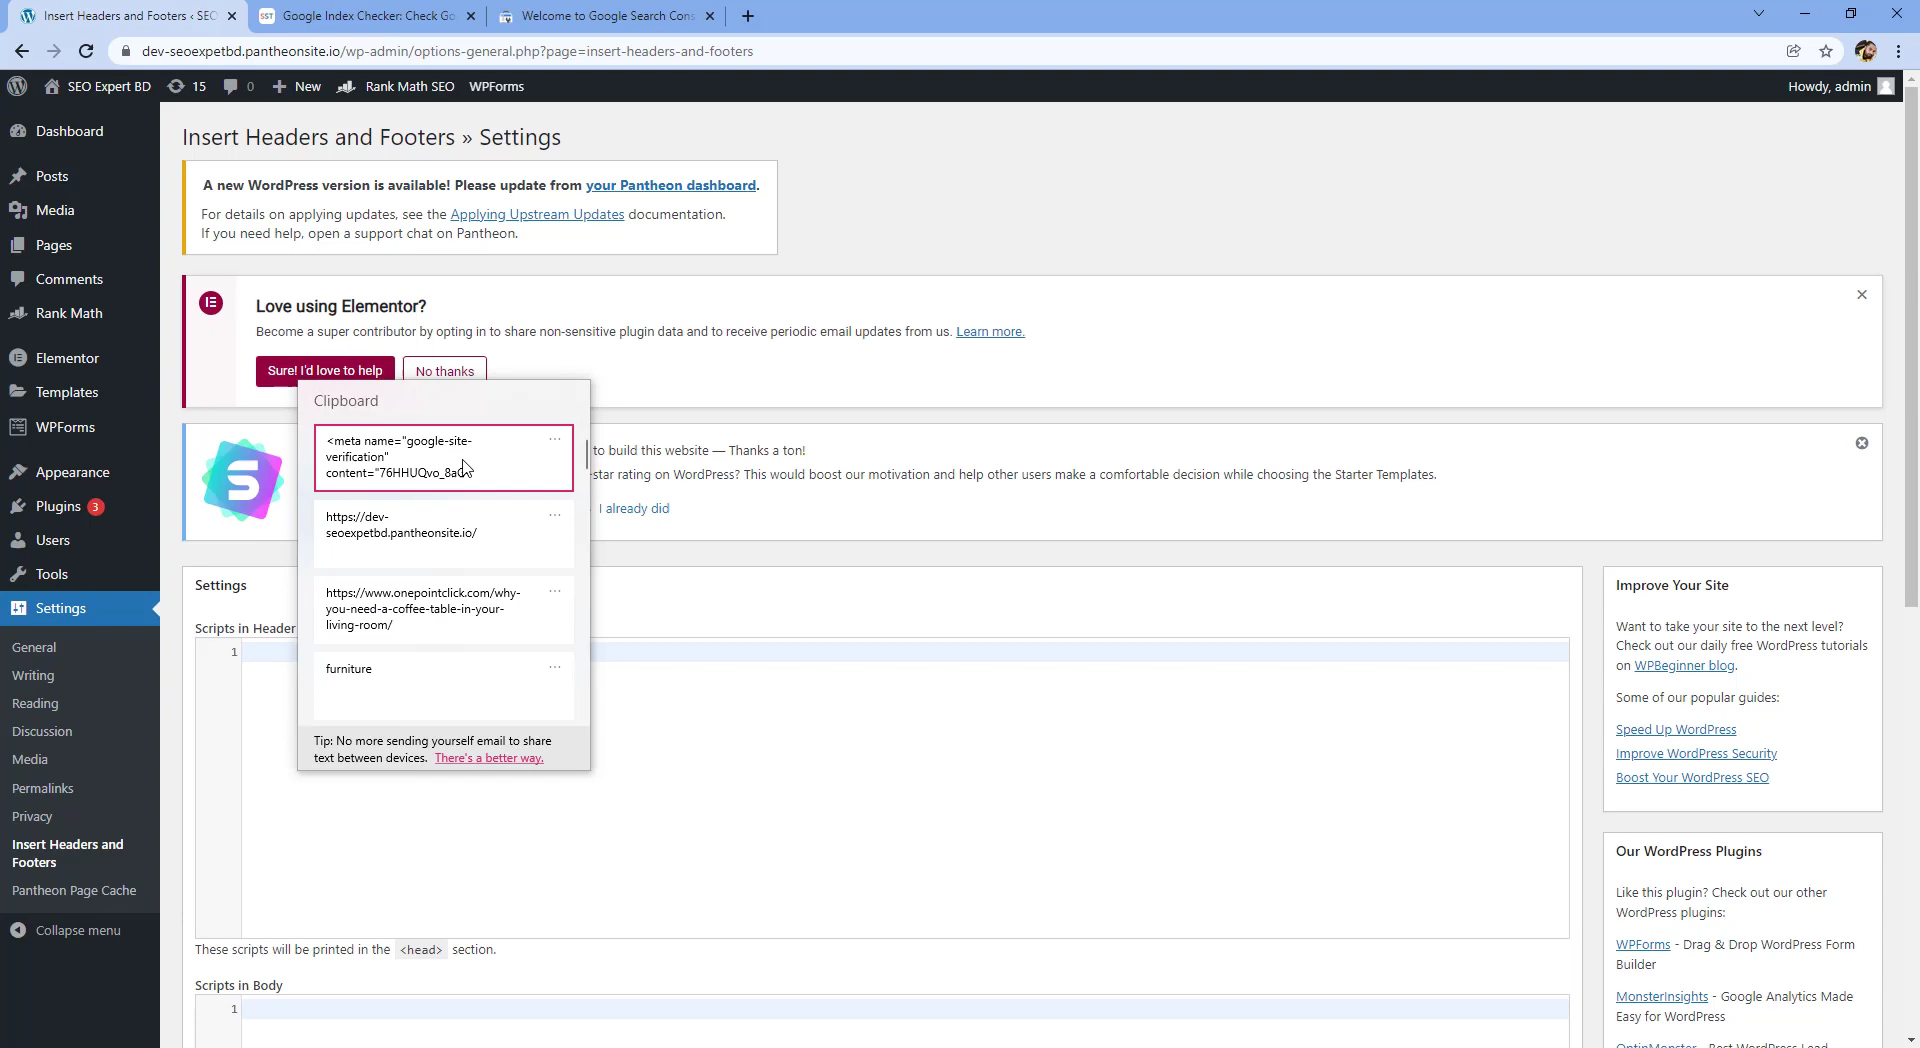 Insert Headers and Footers ‹ SEO
SST
Google Index Checker: Check Go
Welcome to Google Search Cons
dev-seoexpetbd.pantheonsite.io/wp-admin/options-general.php?page=insert-headers-and-footers
SEO Expert BD 15 0 New Rank Math SEO WPForms
Howdy, admin
Dashboard
Posts
Media
Pages
Comments
Rank Math
Elementor
Templates
WPForms
Appearance
Plugins 3
Users
Tools
Settings
General
Writing
Reading
Discussion
Media
Permalinks
Privacy
Insert Headers and
Footers
Pantheon Page Cache
Collapse menu
Insert Headers and Footers » Settings
A new WordPress version is available! Please update from your Pantheon dashboard.
For details on applying updates, see the Applying Upstream Updates documentation.
If you need help, open a support chat on Pantheon.
Love using Elementor?
Become a super contributor by opting in to share non-sensitive plugin data and to receive periodic email updates from us. Learn more.
Sure! I'd love to help
No thanks
to build this website — Thanks a ton!
-star rating on WordPress? This would boost our motivation and help other users make a comfortable decision while choosing the Starter Templates.
I already did
Clipboard
<meta name="google-site-
verification"
content="76HHUQvo_8a
https://dev-
seoexpetbd.pantheonsite.io/
https://www.onepointclick.com/why-
you-need-a-coffee-table-in-your-
living-room/
furniture
Tip: No more sending yourself email to share
text between devices. There's a better way.
Settings
Scripts in Header
1
These scripts will be printed in the <head> section.
Scripts in Body
1
Improve Your Site
Want to take your site to the next level?
Check out our daily free WordPress tutorials
on WPBeginner blog.
Some of our popular guides:
Speed Up WordPress
Improve WordPress Security
Boost Your WordPress SEO
Our WordPress Plugins
Like this plugin? Check out our other
WordPress plugins:
WPForms - Drag & Drop WordPress Form
Builder
MonsterInsights - Google Analytics Made
Easy for WordPress
OptinMonster - Best WordPress Lead